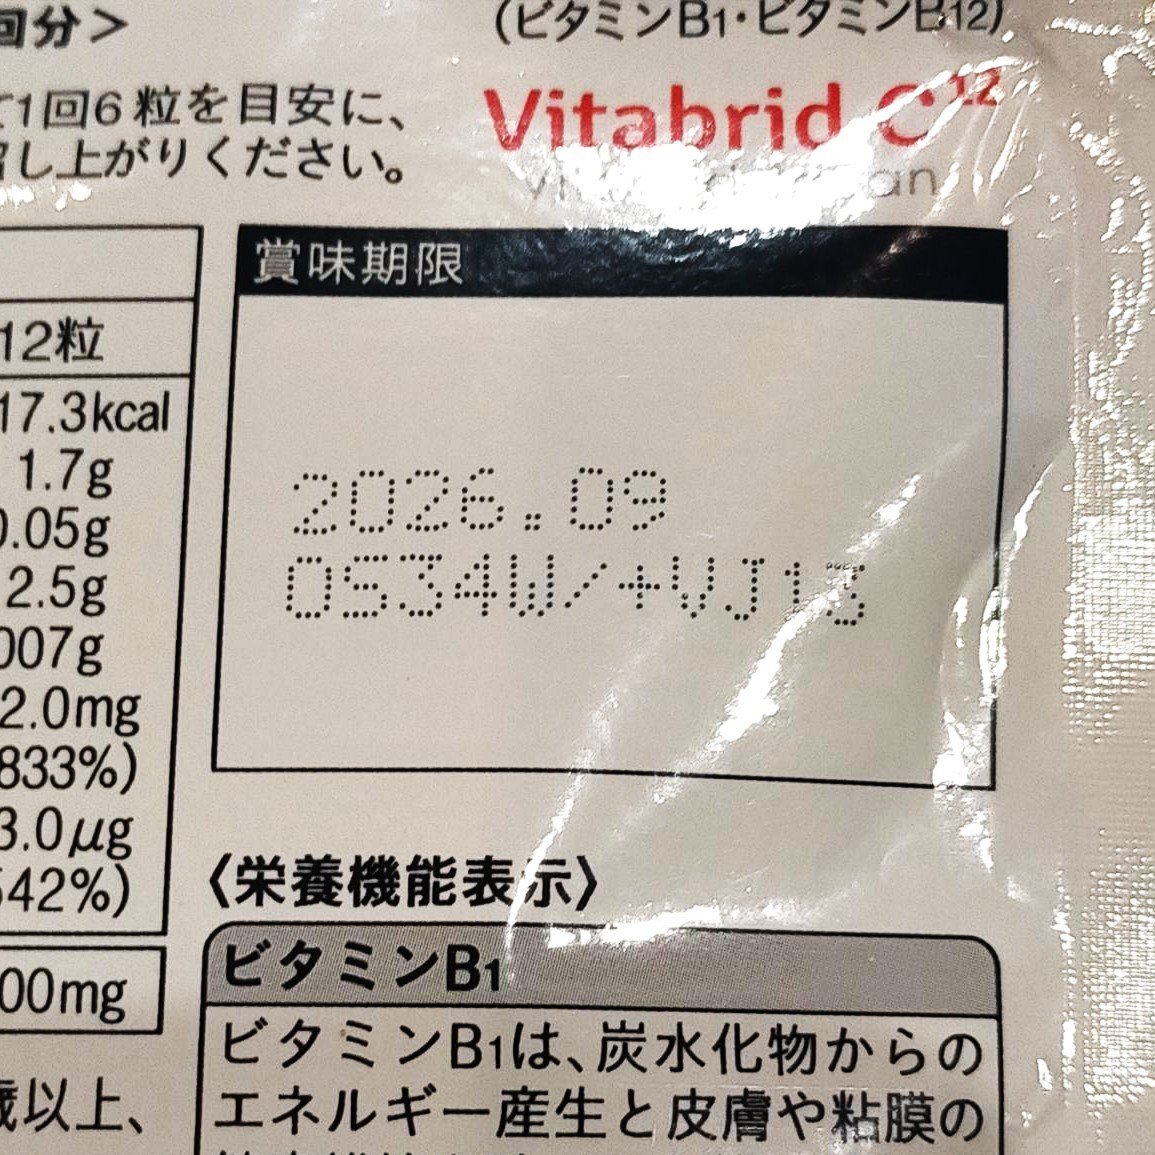 回分>
(ビタミンB1・ビタミンB12)
て1回6粒を目安に、
召し上がりください。
Vitabrid C12
賞味期限
12粒
17.3kcal
1.7g
0.05g
2.5g
007g
2.0mg
833%)
3.0μg
542%)
00mg
歳以上、
2026.09
0S34W/+VJ13
〈栄養機能表示〉
ビタミンB1
ビタミンB1は、炭水化物からの
エネルギー産生と皮膚や粘膜の